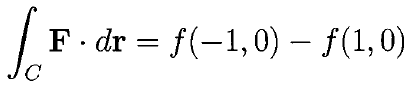 ∫_C 𝐅 · d𝐫 = f(−1, 0) − f(1, 0)